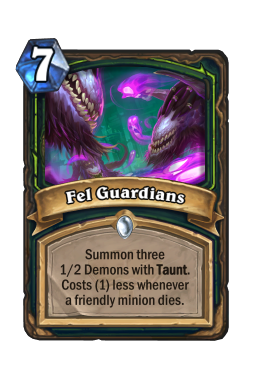 7
Fel Guardians
Summon three
1/2 Demons with Taunt.
Costs (1) less whenever
a friendly minion dies.